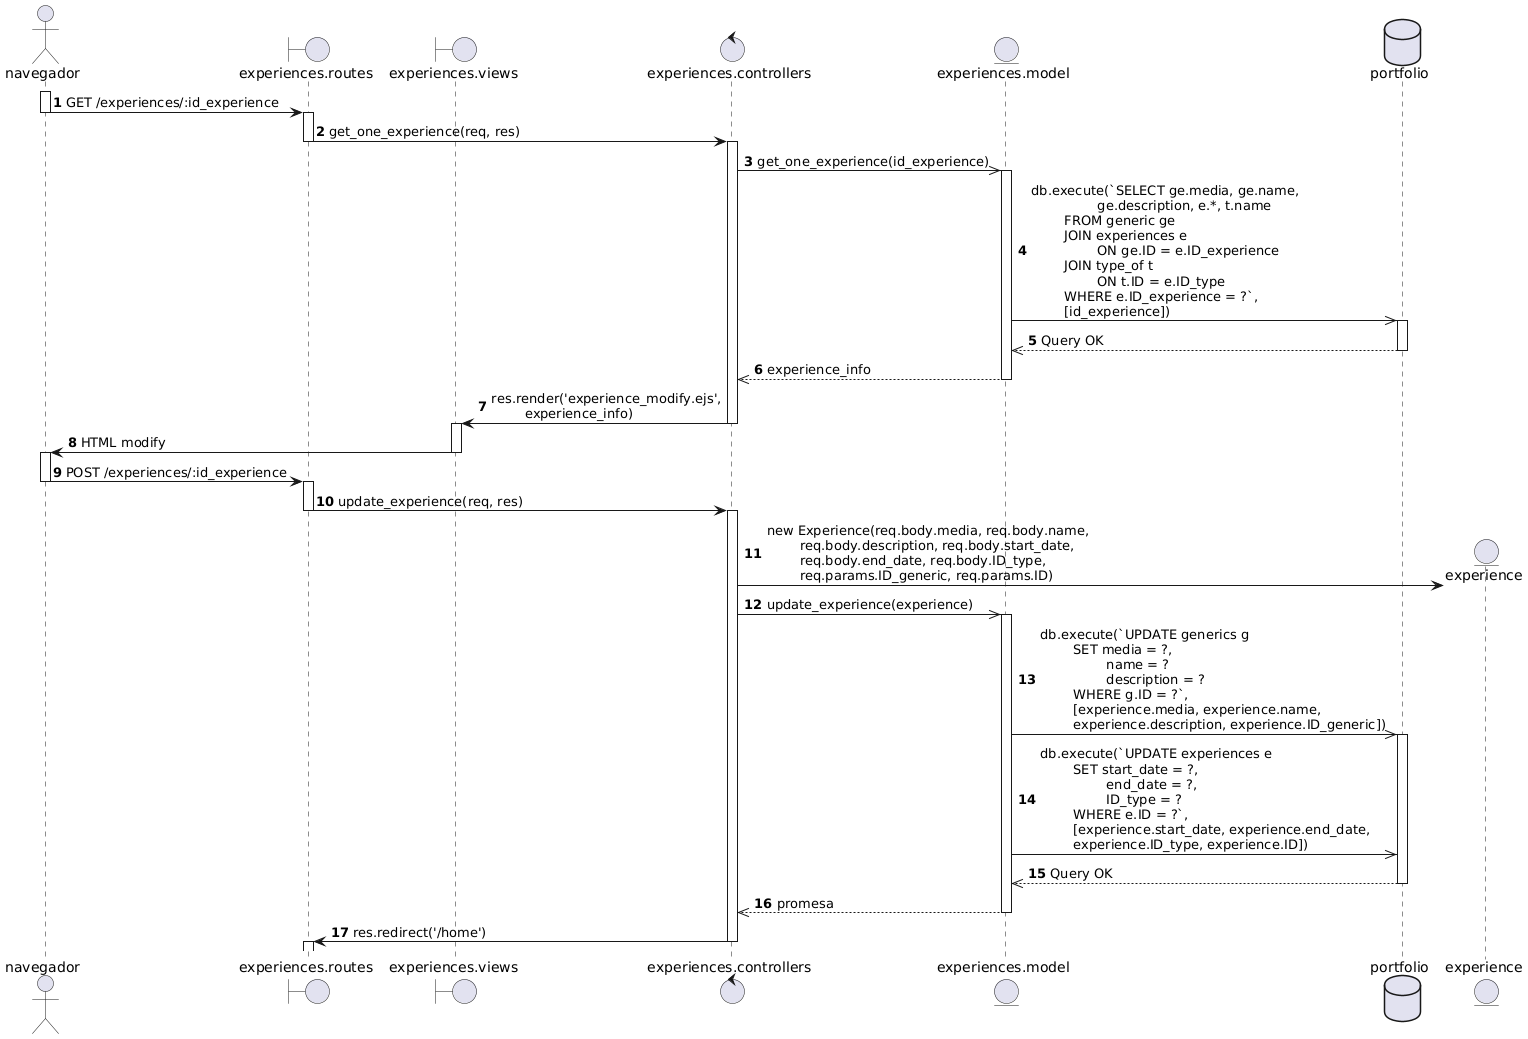 navegador
experiences.routes
experiences.views
experiences.controllers
experiences.model
portfolio
1 GET /experiences/:id_experience
2 get_one_experience(req, res)
3 get_one_experience(id_experience)
db.execute(`SELECT ge.media, ge.name,
ge.description, e.*, t.name
FROM generic ge
JOIN experiences e
4 ON ge.ID = e.ID_experience
JOIN type_of t
ON t.ID = e.ID_type
WHERE e.ID_experience = ?`,
[id_experience])
5 Query OK
6 experience_info
7 res.render('experience_modify.ejs',
experience_info)
8 HTML modify
9 POST /experiences/:id_experience
10 update_experience(req, res)
new Experience(req.body.media, req.body.name,
req.body.description, req.body.start_date,
11 req.body.end_date, req.body.ID_type,
req.params.ID_generic, req.params.ID)
experience
12 update_experience(experience)
db.execute(`UPDATE generics g
SET media = ?,
name = ?
13 description = ?
WHERE g.ID = ?`,
[experience.media, experience.name,
experience.description, experience.ID_generic])
db.execute(`UPDATE experiences e
SET start_date = ?,
end_date = ?,
14 ID_type = ?
WHERE e.ID = ?`,
[experience.start_date, experience.end_date,
experience.ID_type, experience.ID])
15 Query OK
16 promesa
17 res.redirect('/home')
navegador
experiences.routes
experiences.views
experiences.controllers
experiences.model
portfolio
experience